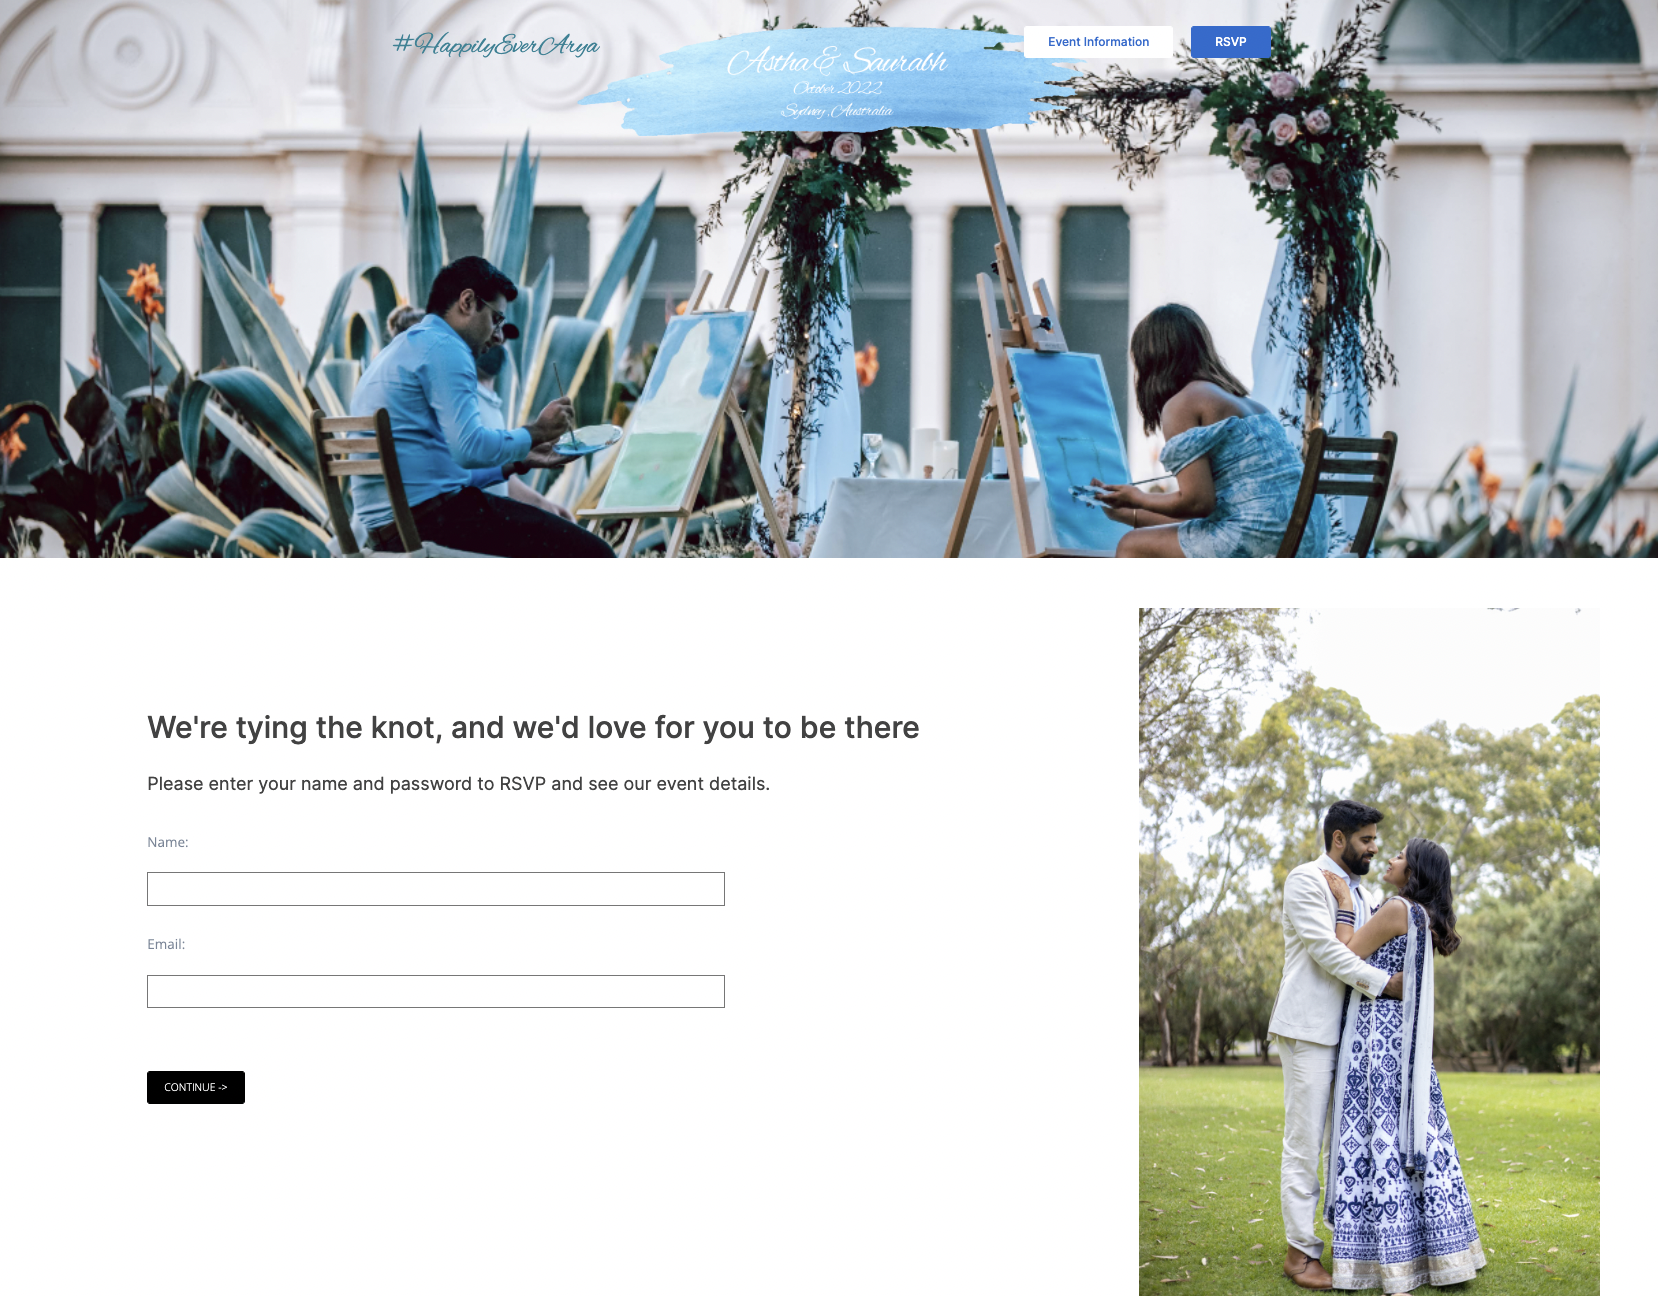 #HappilyEverArya
Astha & Saurabh
October 2022
Sydney, Australia
Event Information
RSVP
We're tying the knot, and we'd love for you to be there
Please enter your name and password to RSVP and see our event details.
Name:
Email:
CONTINUE ->